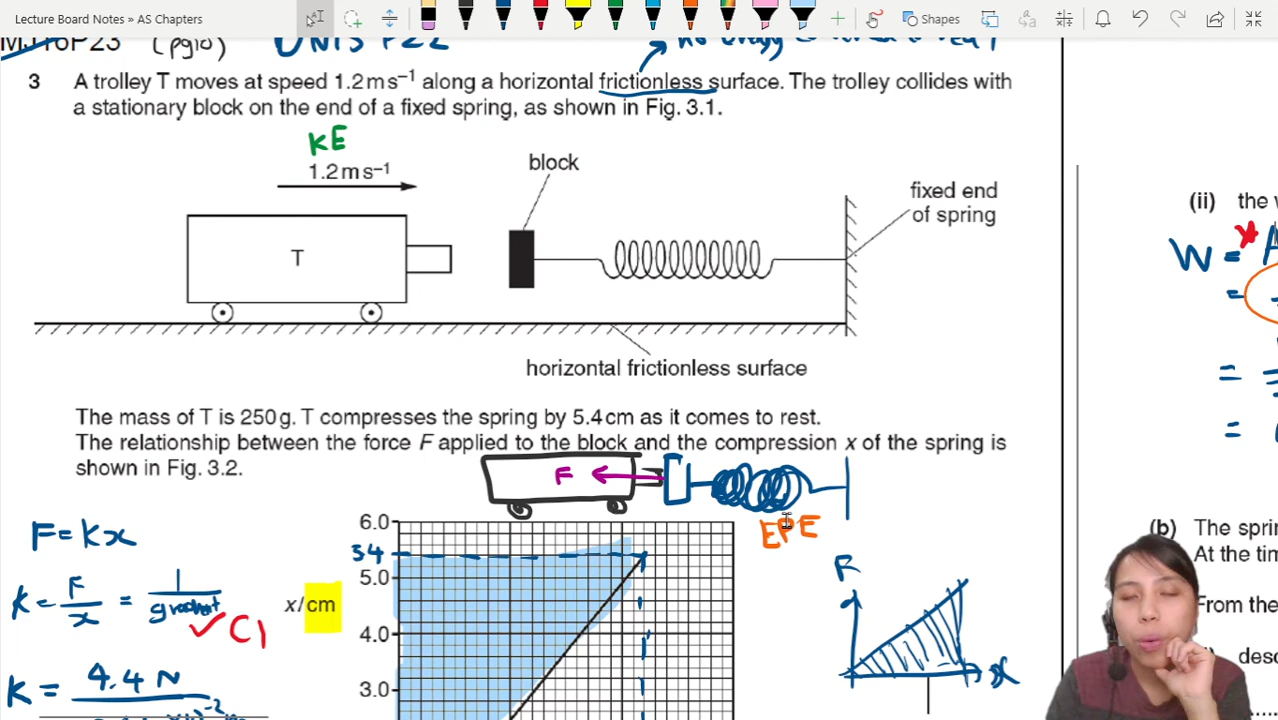 Lecture Board Notes » AS Chapters
Shapes
MJ16P23 (pg10)
3 A trolley T moves at speed 1.2 m s⁻¹ along a horizontal frictionless surface. The trolley collides with
a stationary block on the end of a fixed spring, as shown in Fig. 3.1.
KE
1.2 m s⁻¹
block
fixed end
of spring
T
horizontal frictionless surface
The mass of T is 250 g. T compresses the spring by 5.4 cm as it comes to rest.
The relationship between the force F applied to the block and the compression x of the spring is
shown in Fig. 3.2.
F
EPE
F = kx
k = F/x = 1/gradient
✓ C1
k = 4.4 N
x/cm
6.0
5.4
5.0
4.0
3.0
F
x
(ii) the
W = 
=
=
=
(b) The
At the
From the